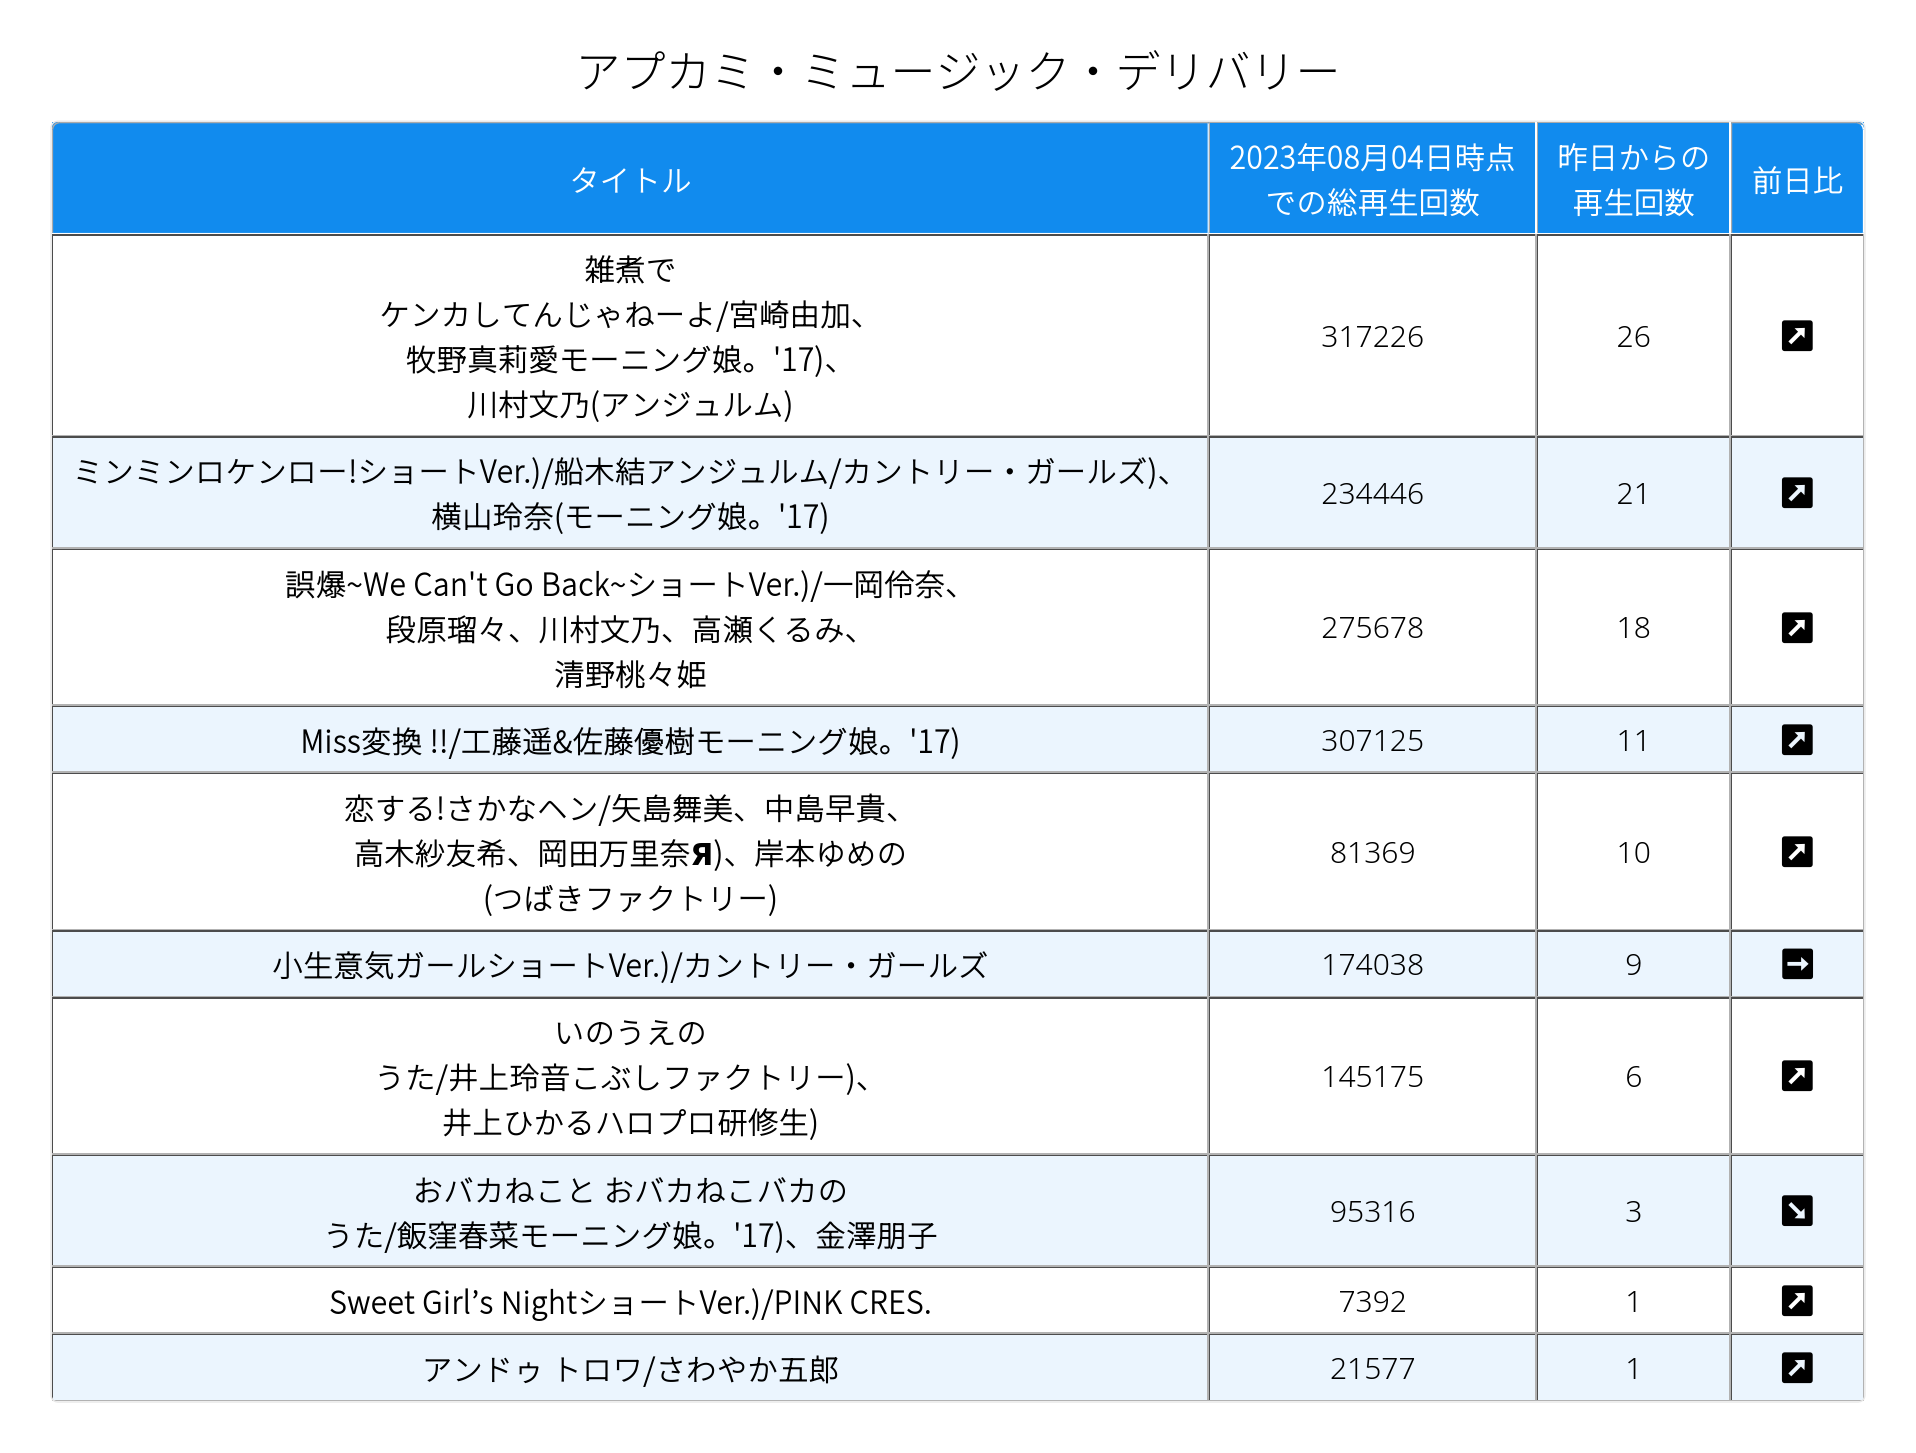 アプカミ・ミュージック・デリバリー
タイトル
2023年08月04日時点
での総再生回数
昨日からの
再生回数
前日比
雑煮で
ケンカしてんじゃねーよ/宮崎由加、
牧野真莉愛モーニング娘。'17)、
川村文乃(アンジュルム)
317226
26
↗
ミンミンロケンロー!ショートVer.)/船木結アンジュルム/カントリー・ガールズ)、
横山玲奈(モーニング娘。'17)
234446
21
↗
誤爆~We Can't Go Back~ショートVer.)/一岡伶奈、
段原瑠々、川村文乃、高瀬くるみ、
清野桃々姫
275678
18
↗
Miss変換 !!/工藤遥&佐藤優樹モーニング娘。'17)
307125
11
↗
恋する!さかなヘン/矢島舞美、中島早貴、
高木紗友希、岡田万里奈Я)、岸本ゆめの
(つばきファクトリー)
81369
10
↗
小生意気ガールショートVer.)/カントリー・ガールズ
174038
9
→
いのうえの
うた/井上玲音こぶしファクトリー)、
井上ひかるハロプロ研修生)
145175
6
↗
おバカねこと おバカねこバカの
うた/飯窪春菜モーニング娘。'17)、金澤朋子
95316
3
↘
Sweet Girl’s NightショートVer.)/PINK CRES.
7392
1
↗
アンドゥ トロワ/さわやか五郎
21577
1
↗